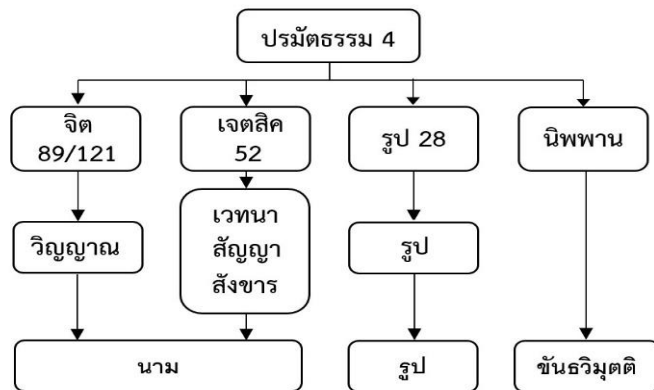 ปรมัตธรรม 4
จิต
89/121
เจตสิค
52
รูป 28
นิพพาน
วิญญาณ
เวทนา
สัญญา
สังขาร
รูป
นาม
รูป
ขันธวิมุตติ